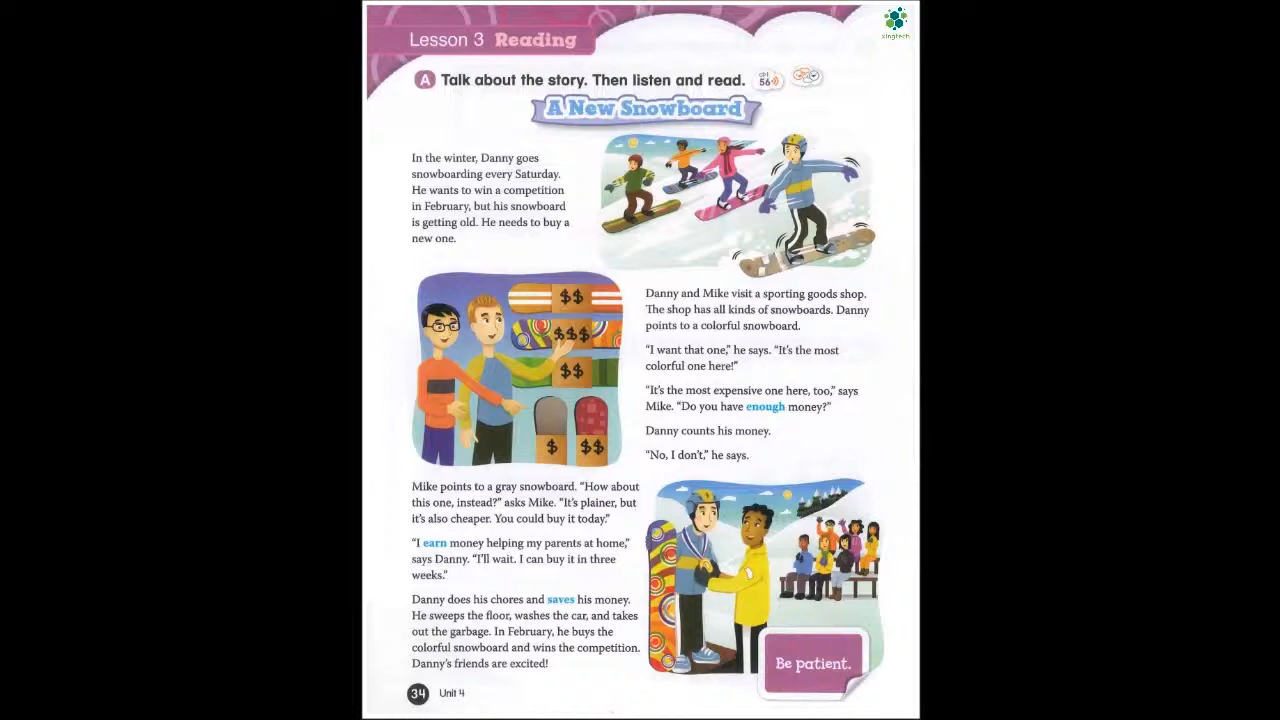 xingtech
Lesson 3 Reading
A Talk about the story. Then listen and read. CD1 56
A New Snowboard
In the winter, Danny goes
snowboarding every Saturday.
He wants to win a competition
in February, but his snowboard
is getting old. He needs to buy a
new one.
$$
$$$
$$
$
$$
Danny and Mike visit a sporting goods shop.
The shop has all kinds of snowboards. Danny
points to a colorful snowboard.
“I want that one,” he says. “It’s the most
colorful one here!”
“It’s the most expensive one here, too,” says
Mike. “Do you have enough money?”
Danny counts his money.
“No, I don’t,” he says.
Mike points to a gray snowboard. “How about
this one, instead?” asks Mike. “It’s plainer, but
it’s also cheaper. You could buy it today.”
“I earn money helping my parents at home,”
says Danny. “I’ll wait. I can buy it in three
weeks.”
Danny does his chores and saves his money.
He sweeps the floor, washes the car, and takes
out the garbage. In February, he buys the
colorful snowboard and wins the competition.
Danny’s friends are excited!
Be patient.
34 Unit 4